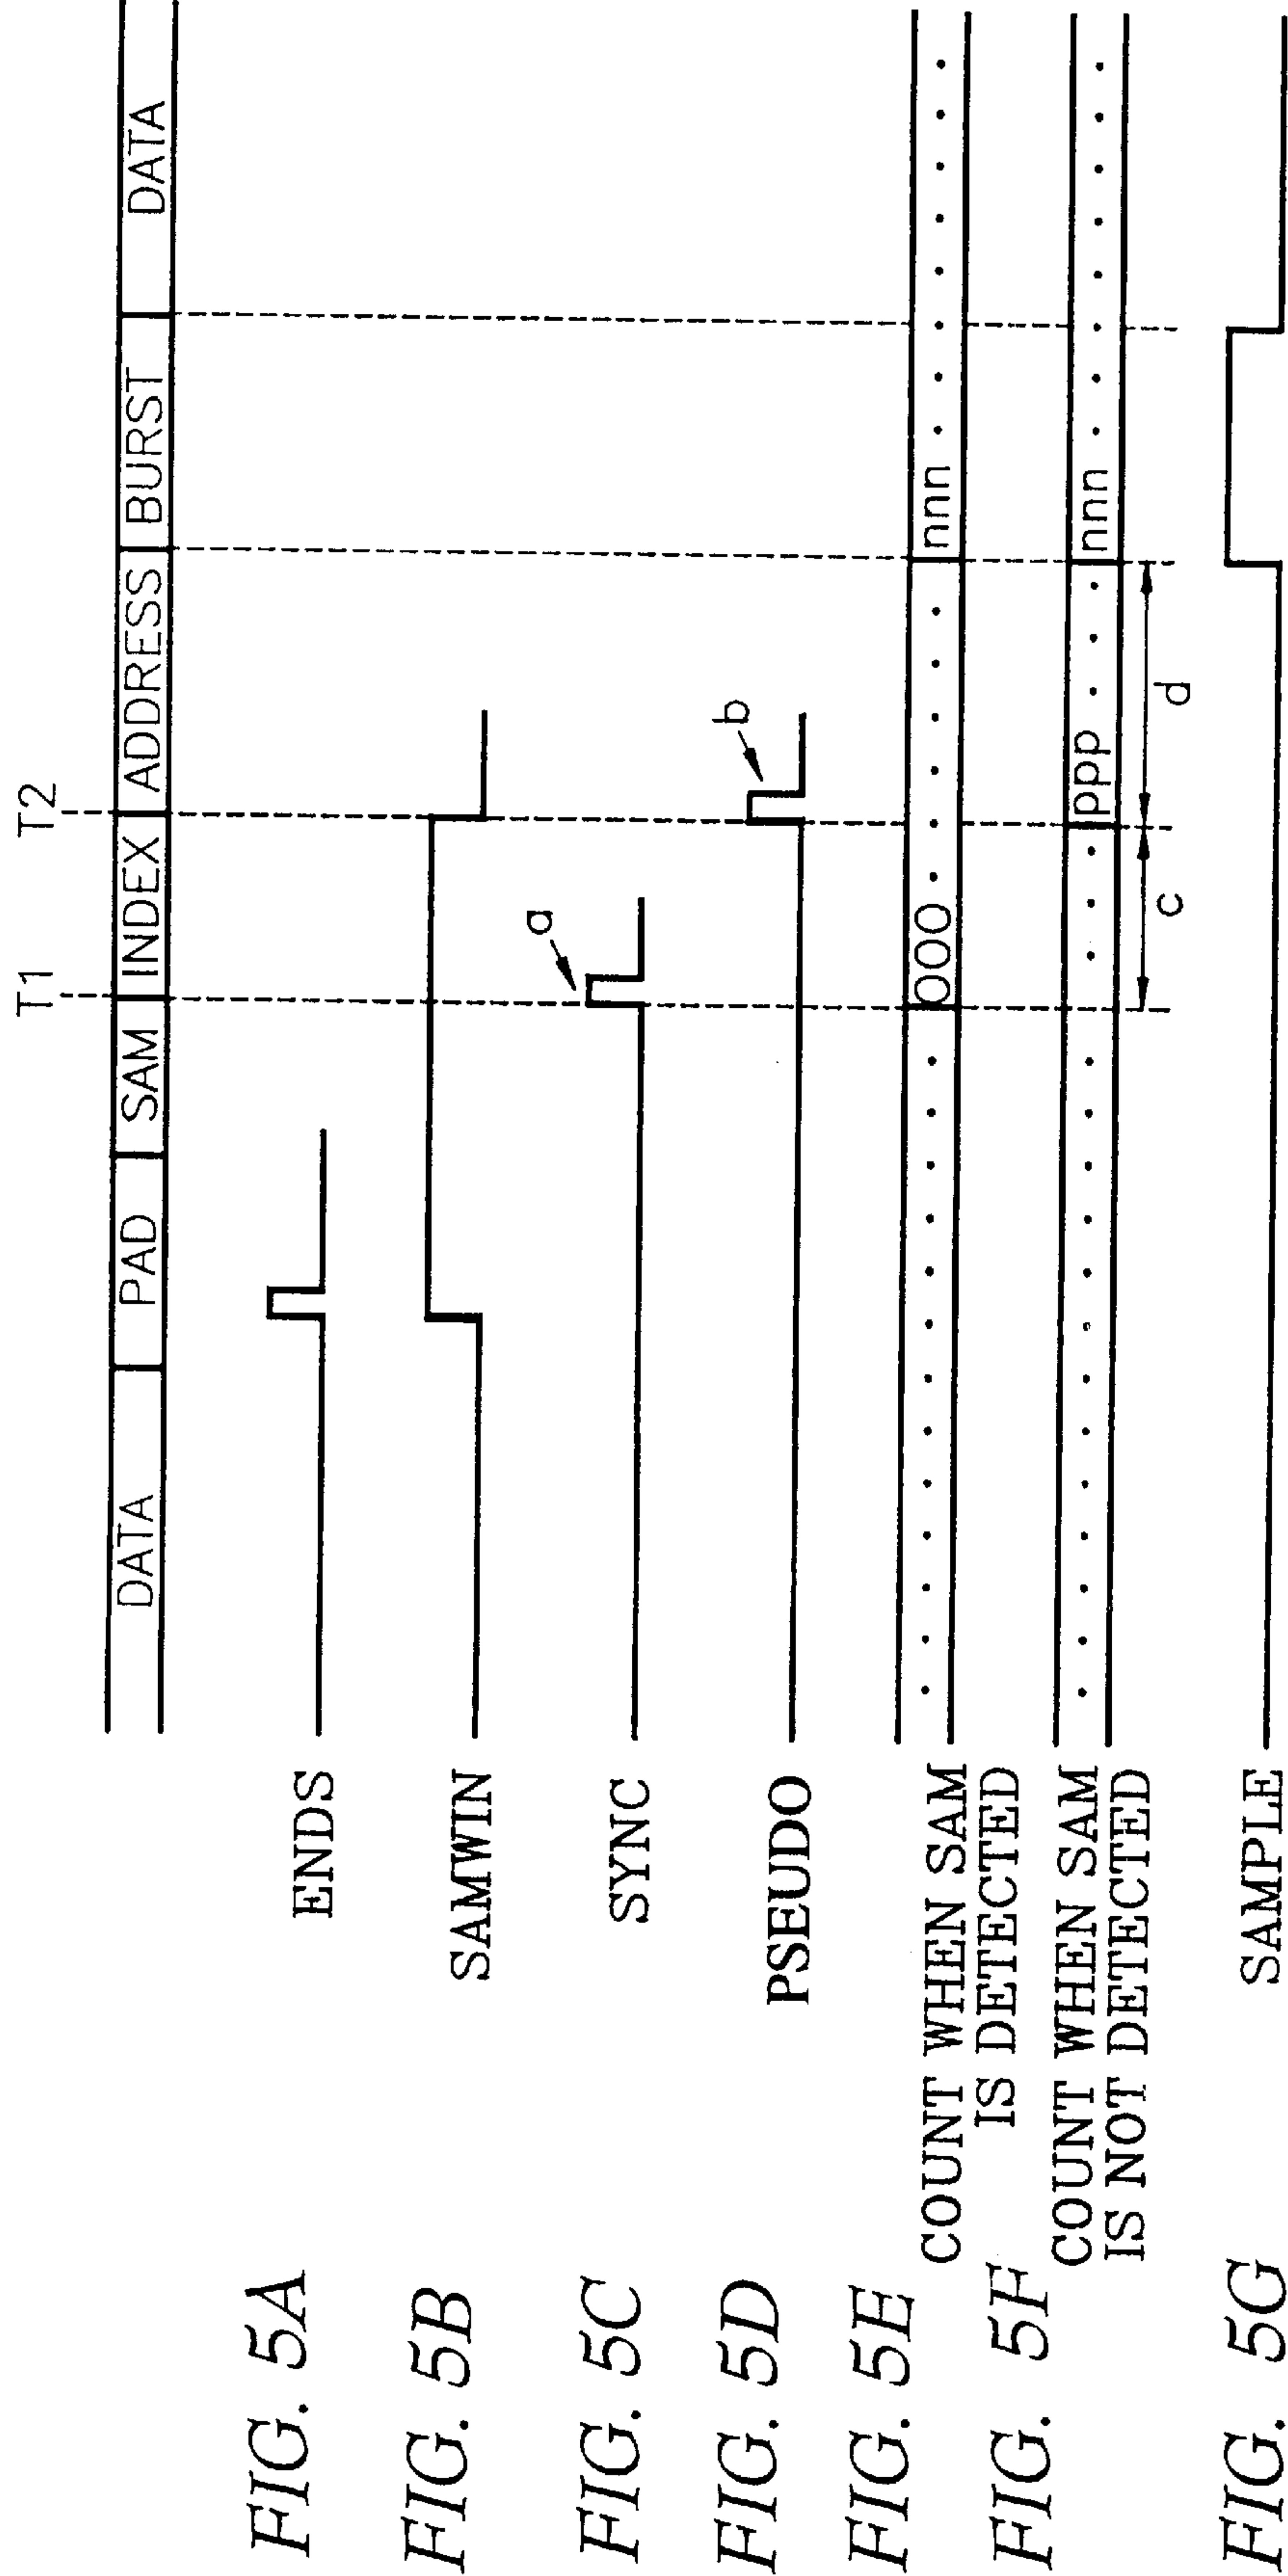 T1 T2
DATA PAD SAM INDEX ADDRESS BURST DATA
FIG. 5A ENDS
FIG. 5B SAMWIN
FIG. 5C SYNC a
FIG. 5D PSEUDO b
FIG. 5E COUNT WHEN SAM
IS DETECTED
000 nnn
FIG. 5F COUNT WHEN SAM
IS NOT DETECTED
ppp nnn
c d
FIG. 5G SAMPLE